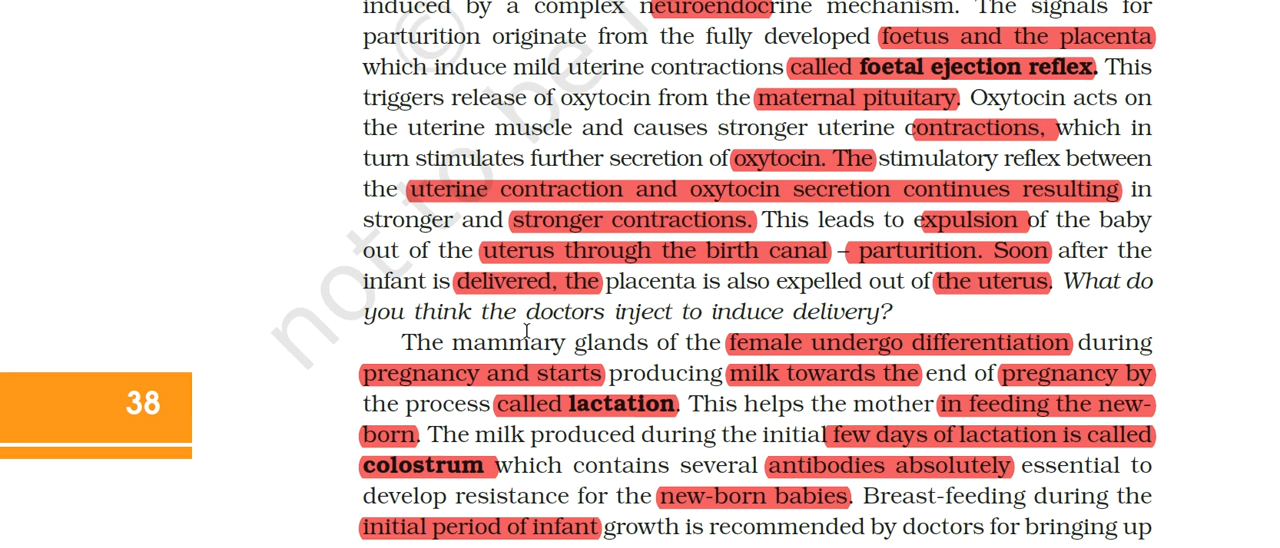 induced by a complex neuroendocrine mechanism. The signals for
parturition originate from the fully developed foetus and the placenta
which induce mild uterine contractions called foetal ejection reflex. This
triggers release of oxytocin from the maternal pituitary. Oxytocin acts on
the uterine muscle and causes stronger uterine contractions, which in
turn stimulates further secretion of oxytocin. The stimulatory reflex between
the uterine contraction and oxytocin secretion continues resulting in
stronger and stronger contractions. This leads to expulsion of the baby
out of the uterus through the birth canal – parturition. Soon after the
infant is delivered, the placenta is also expelled out of the uterus. What do
you think the doctors inject to induce delivery?
The mammary glands of the female undergo differentiation during
pregnancy and starts producing milk towards the end of pregnancy by
the process called lactation. This helps the mother in feeding the new-
born. The milk produced during the initial few days of lactation is called
colostrum which contains several antibodies absolutely essential to
develop resistance for the new-born babies. Breast-feeding during the
initial period of infant growth is recommended by doctors for bringing up
38
©
not to be